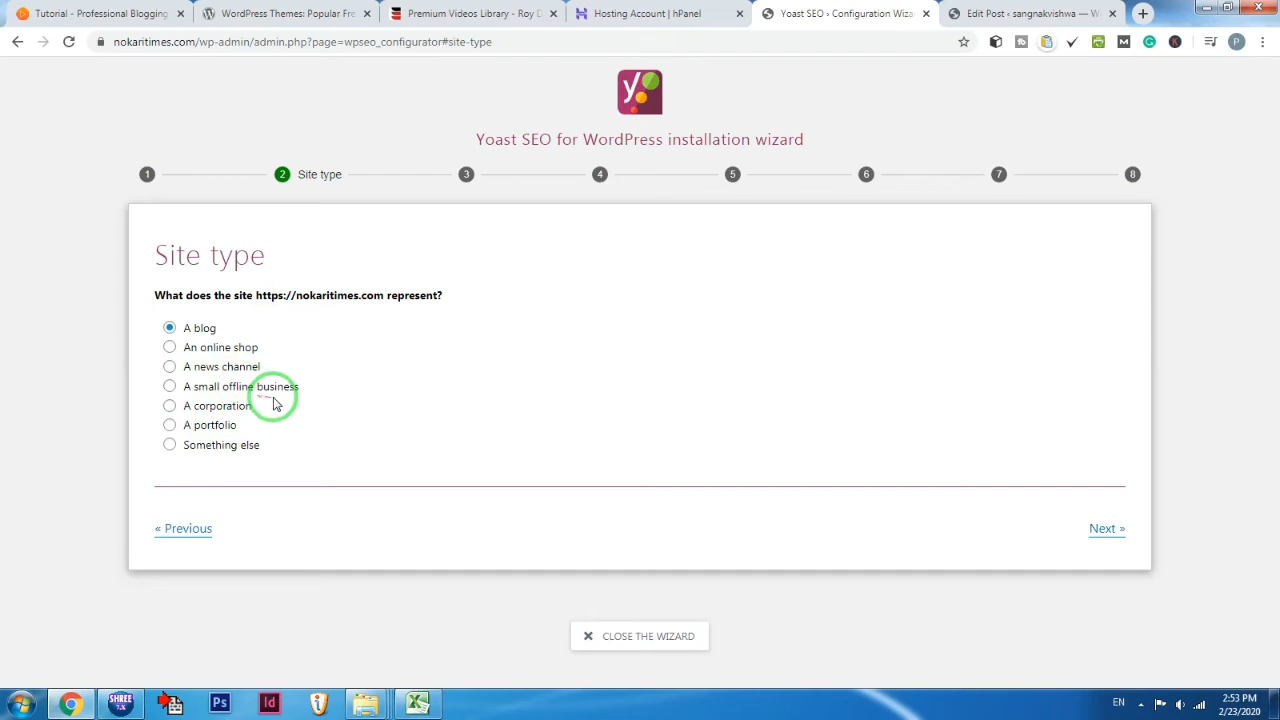 Tutorial - Professional Blogging
WordPress Themes: Popular Fre
Premium Videos Library - Roy D
Hosting Account | hPanel
Yoast SEO › Configuration Wiza
Edit Post ‹ sangnakvishwa — W
nokaritimes.com/wp-admin/admin.php?page=wpseo_configurator#site-type
Yoast SEO for WordPress installation wizard
1
2 Site type
3
4
5
6
7
8
Site type
What does the site https://nokaritimes.com represent?
A blog
An online shop
A news channel
A small offline business
A corporation
A portfolio
Something else
« Previous
Next »
CLOSE THE WIZARD
SHREE
Ps
Id
EN
2:53 PM
2/23/2020